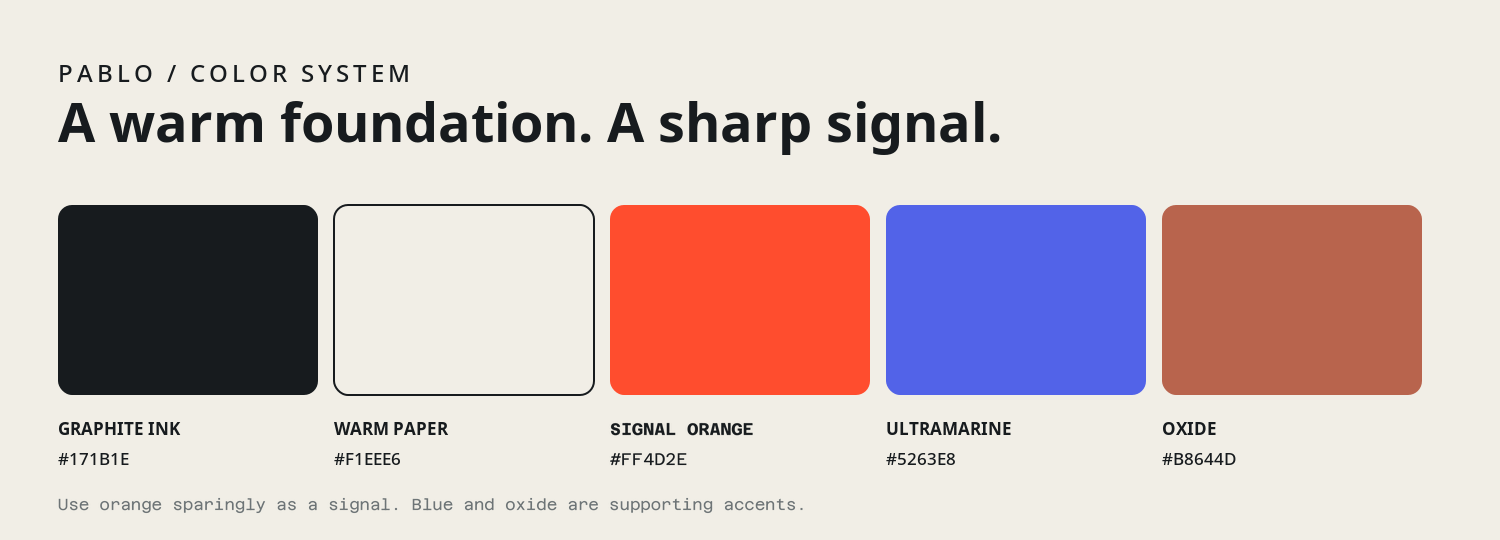 PABLO / COLOR SYSTEM
A warm foundation. A sharp signal.
GRAPHITE INK
#171B1E
WARM PAPER
#F1EEE6
SIGNAL ORANGE
#FF4D2E
ULTRAMARINE
#5263E8
OXIDE
#B8644D
Use orange sparingly as a signal. Blue and oxide are supporting accents.